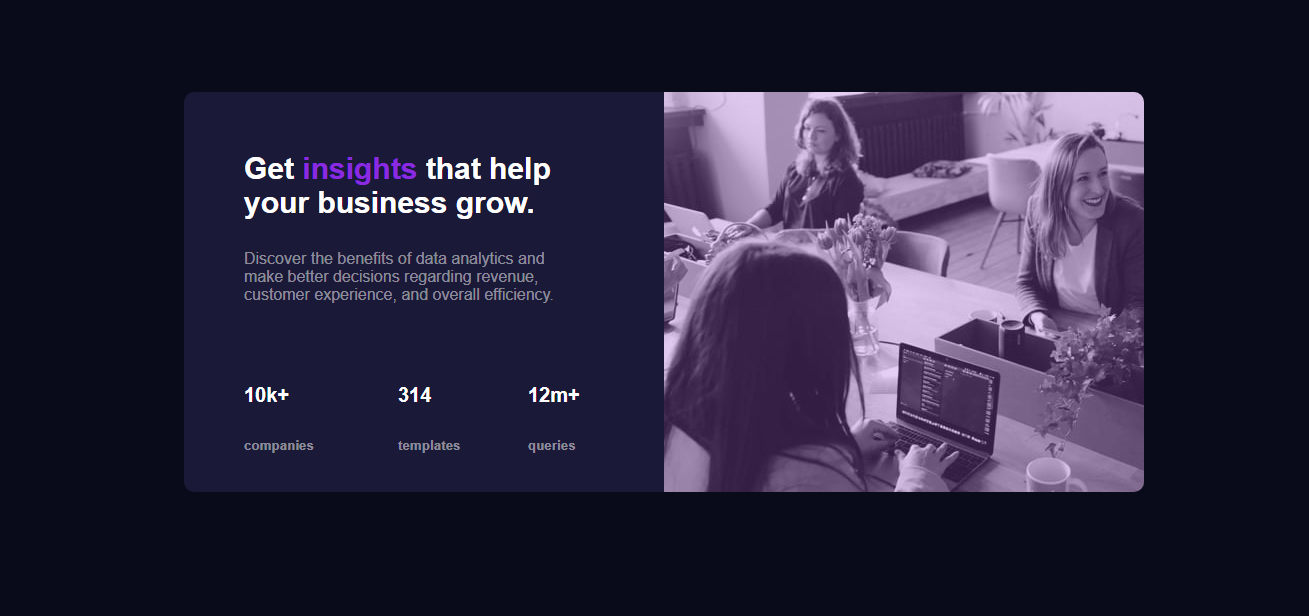 Get insights that help
your business grow.
Discover the benefits of data analytics and
make better decisions regarding revenue,
customer experience, and overall efficiency.
10k+ 314 12m+
companies templates queries